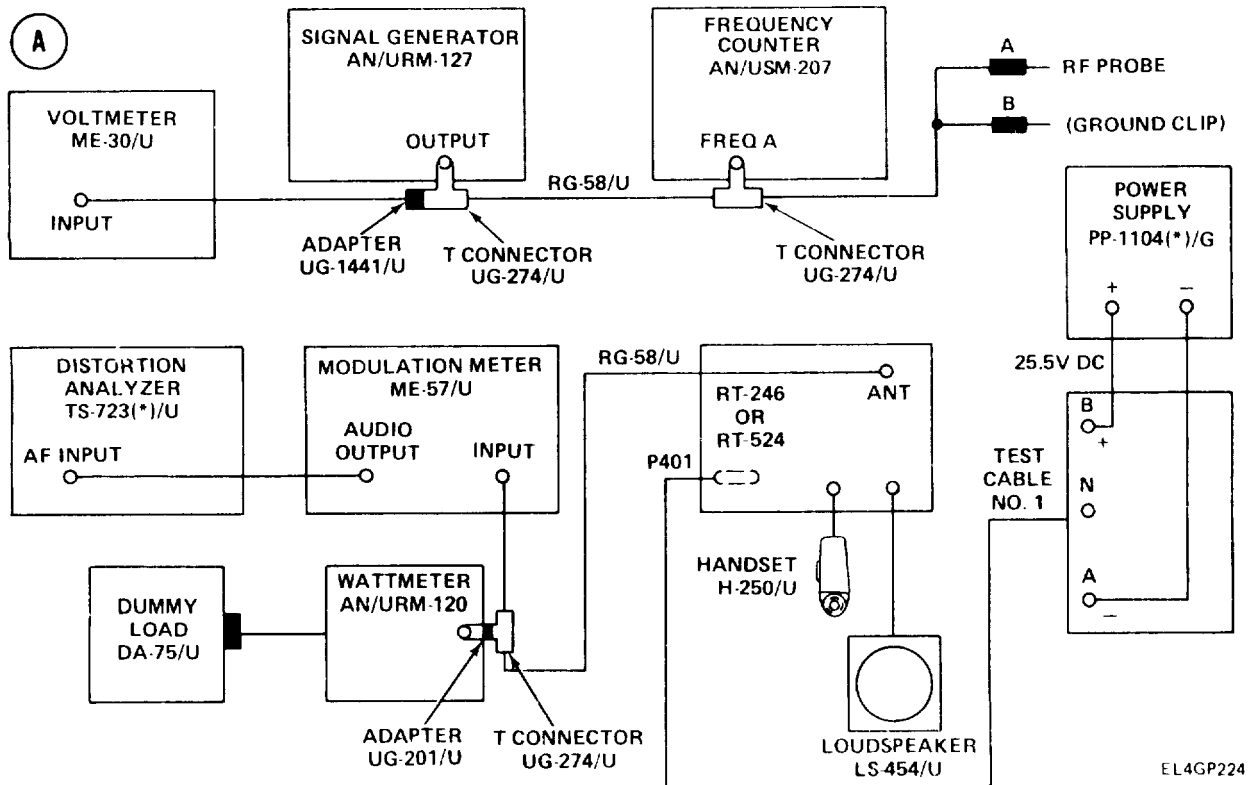 A
SIGNAL GENERATOR
AN/URM-127
OUTPUT
FREQUENCY
COUNTER
AN/USM-207
FREQ A
A
RF PROBE
B
(GROUND CLIP)
VOLTMETER
ME-30/U
INPUT
RG-58/U
ADAPTER
UG-1441/U
T CONNECTOR
UG-274/U
T CONNECTOR
UG-274/U
POWER
SUPPLY
PP-1104(*)/G
+
−
25.5V DC
DISTORTION
ANALYZER
TS-723(*)/U
AF INPUT
MODULATION METER
ME-57/U
AUDIO
OUTPUT
INPUT
RG-58/U
RT-246
OR
RT-524
ANT
P401
HANDSET
H-250/U
LOUDSPEAKER
LS-454/U
TEST
CABLE
NO. 1
B
+
N
A
−
DUMMY
LOAD
DA-75/U
WATTMETER
AN/URM-120
ADAPTER
UG-201/U
T CONNECTOR
UG-274/U
EL4GP224